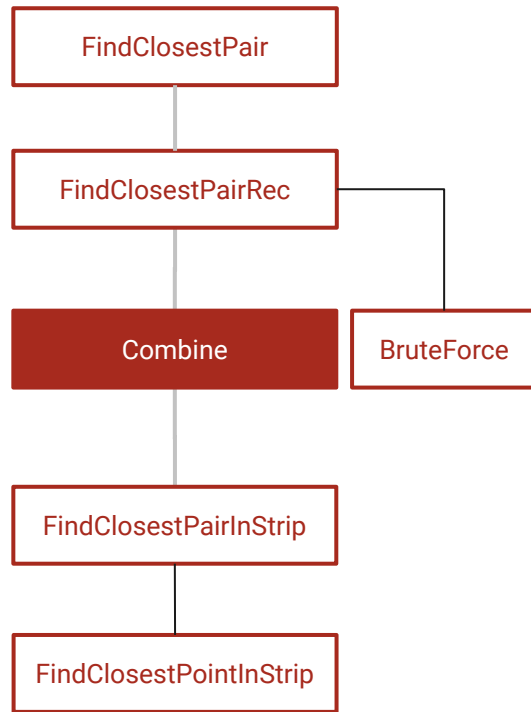 FindClosestPair
FindClosestPairRec
Combine
BruteForce
FindClosestPairInStrip
FindClosestPointInStrip